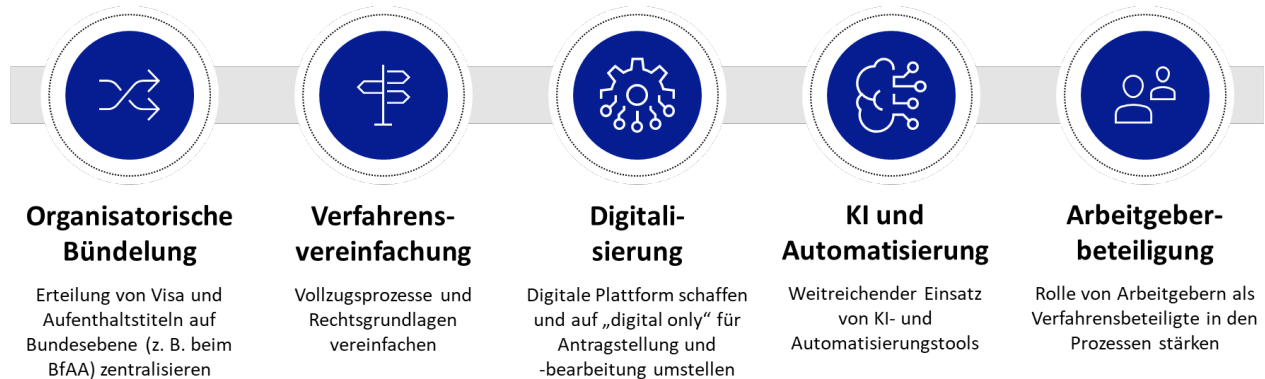 Organisatorische
Bündelung
Erteilung von Visa und
Aufenthaltstiteln auf
Bundesebene (z. B. beim
BfAA) zentralisieren
Verfahrens-
vereinfachung
Vollzugsprozesse und
Rechtsgrundlagen
vereinfachen
Digitali-
sierung
Digitale Plattform schaffen
und auf „digital only“ für
Antragstellung und
-bearbeitung umstellen
KI und
Automatisierung
Weitreichender Einsatz
von KI- und
Automatisierungstools
Arbeitgeber-
beteiligung
Rolle von Arbeitgebern als
Verfahrensbeteiligte in den
Prozessen stärken